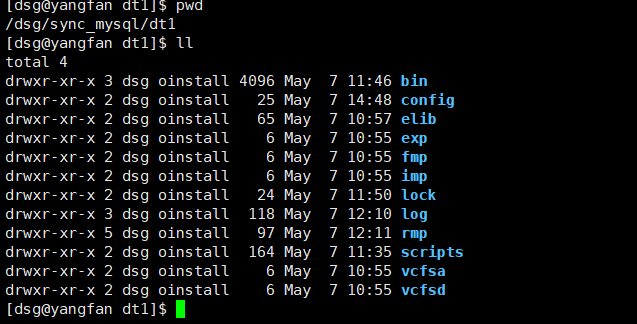 [dsg@yangfan dt1]$ pwd
/dsg/sync_mysql/dt1
[dsg@yangfan dt1]$ ll
total 4
drwxr-xr-x 3 dsg oinstall 4096 May  7 11:46 bin
drwxr-xr-x 2 dsg oinstall   25 May  7 14:48 config
drwxr-xr-x 2 dsg oinstall   65 May  7 10:57 elib
drwxr-xr-x 2 dsg oinstall    6 May  7 10:55 exp
drwxr-xr-x 2 dsg oinstall    6 May  7 10:55 fmp
drwxr-xr-x 2 dsg oinstall    6 May  7 10:55 imp
drwxr-xr-x 2 dsg oinstall   24 May  7 11:50 lock
drwxr-xr-x 3 dsg oinstall  118 May  7 12:10 log
drwxr-xr-x 5 dsg oinstall   97 May  7 12:11 rmp
drwxr-xr-x 2 dsg oinstall  164 May  7 11:35 scripts
drwxr-xr-x 2 dsg oinstall    6 May  7 10:55 vcfsa
drwxr-xr-x 2 dsg oinstall    6 May  7 10:55 vcfsd
[dsg@yangfan dt1]$